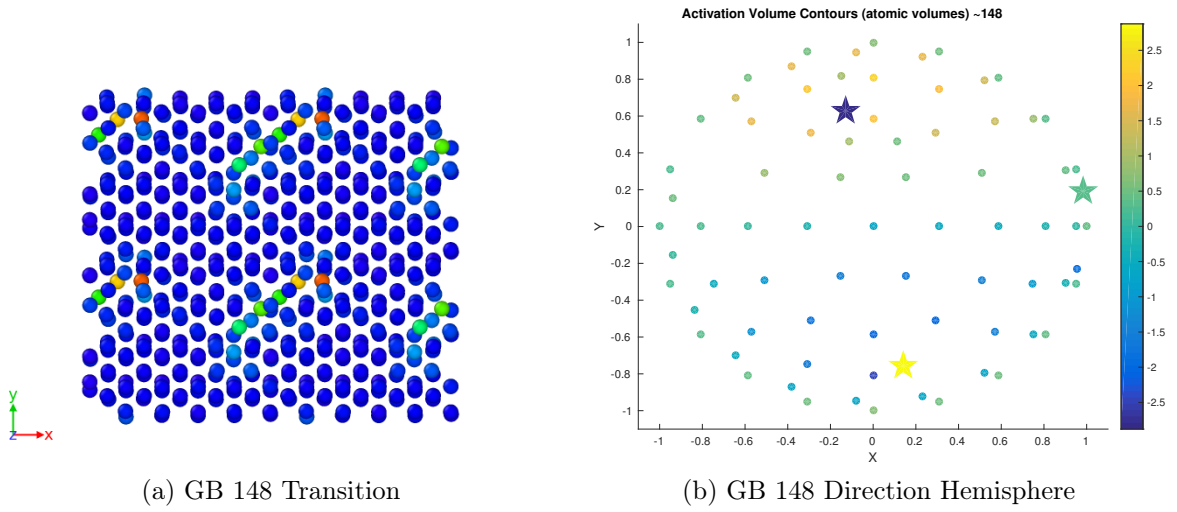 Activation Volume Contours (atomic volumes) ~148
1
0.8
0.6
0.4
0.2
0
-0.2
-0.4
-0.6
-0.8
-1
Y
-1 -0.8 -0.6 -0.4 -0.2 0 0.2 0.4 0.6 0.8 1
X
2.5
2
1.5
1
0.5
0
-0.5
-1
-1.5
-2
-2.5
y
z x
(a) GB 148 Transition
(b) GB 148 Direction Hemisphere